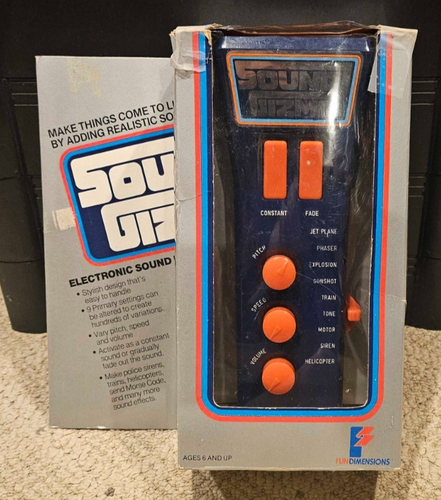 MAKE THINGS COME TO
BY ADDING REALISTIC
SOU
GIZ
ELECTRONIC SOUND
• Stylish design that's
easy to handle
• 9 Primary settings can
be altered to create
hundreds of variations.
• Vary pitch, speed
and volume
• Activate as a constant
sound or gradually
fade out the sound.
• Make police sirens,
trains, helicopters,
send Morse Code,
and many more
sound effects.
SOUND
GIZMO
CONSTANT FADE
JET PLANE
PITCH
PHASER
EXPLOSION
GUNSHOT
SPEED
TRAIN
TONE
MOTOR
SIREN
VOLUME
HELICOPTER
AGES 6 AND UP
FUNDIMENSIONS